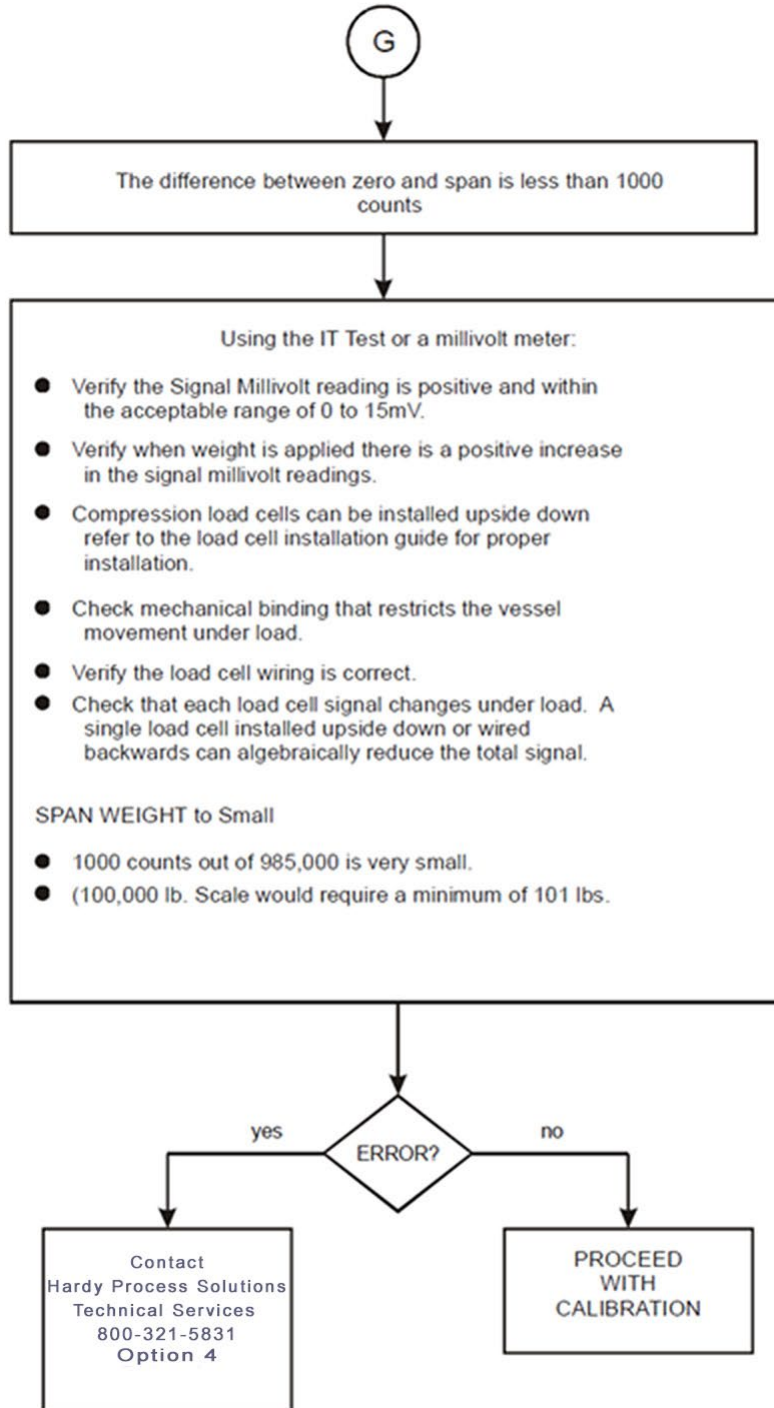 G
The difference between zero and span is less than 1000
counts
Using the IT Test or a millivolt meter:
● Verify the Signal Millivolt reading is positive and within
the acceptable range of 0 to 15mV.
● Verify when weight is applied there is a positive increase
in the signal millivolt readings.
● Compression load cells can be installed upside down
refer to the load cell installation guide for proper
installation.
● Check mechanical binding that restricts the vessel
movement under load.
● Verify the load cell wiring is correct.
● Check that each load cell signal changes under load. A
single load cell installed upside down or wired
backwards can algebraically reduce the total signal.
SPAN WEIGHT to Small
● 1000 counts out of 985,000 is very small.
● (100,000 lb. Scale would require a minimum of 101 lbs.
yes
ERROR?
no
Contact
Hardy Process Solutions
Technical Services
800-321-5831
Option 4
PROCEED
WITH
CALIBRATION